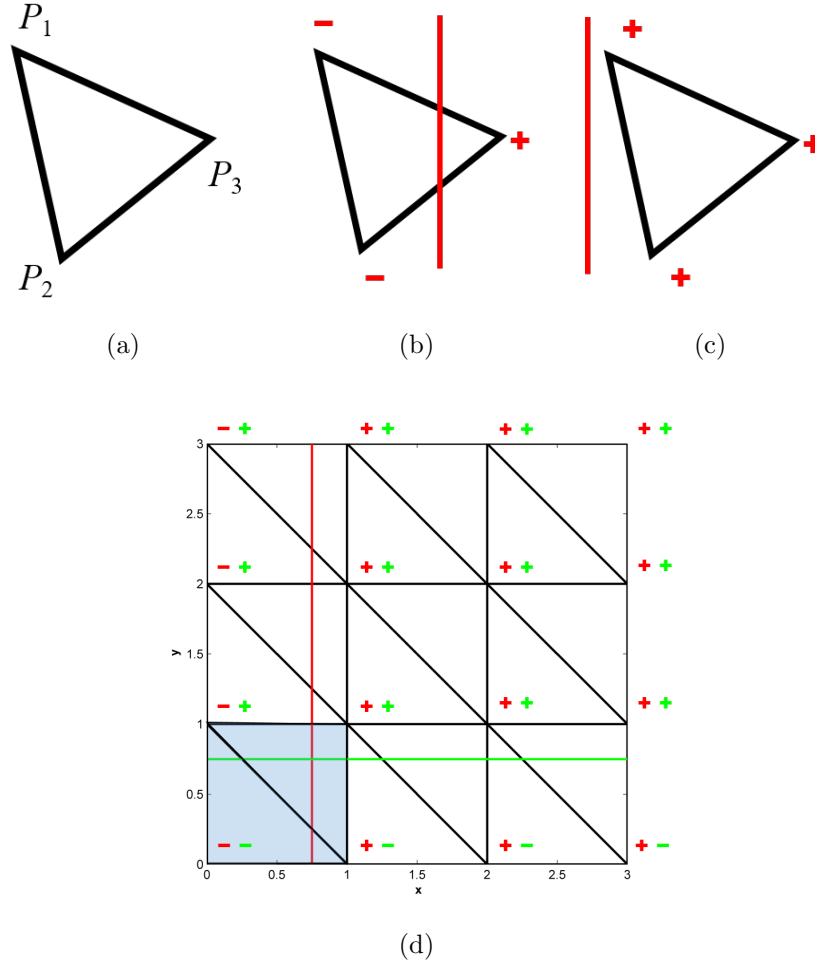 P₁
P₃
P₂
− + −
+ + +
(a) (b) (c)
− + + + + + + +
3
2.5
− + + + + + + +
2
1.5
y
− + + + + + + +
1
0.5
− − + − + − + −
0
0 0.5 1 1.5 2 2.5 3
x
(d)